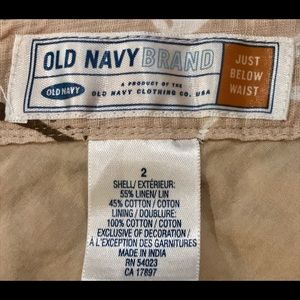 OLD NAVY BRAND
OLD NAVY
A PRODUCT OF THE
OLD NAVY CLOTHING CO. USA
JUST
BELOW
WAIST
2
SHELL/ EXTÉRIEUR:
55% LINEN/ LIN
45% COTTON / COTON
LINING / DOUBLURE:
100% COTTON / COTON
EXCLUSIVE OF DECORATION /
À L'EXCEPTION DES GARNITURES
MADE IN INDIA
RN 54023
CA 17897